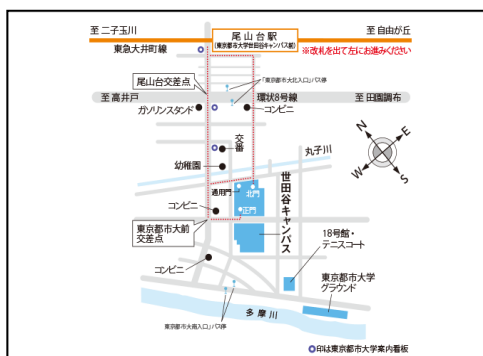 至 二子玉川
尾山台駅
(東京都市大学世田谷キャンパス前)
至 自由が丘
※改札を出て左にお進みください
東急大井町線
尾山台交差点
「東京都市大北入口」バス停
至 高井戸
環状8号線
至 田園調布
ガソリンスタンド
コンビニ
交番
丸子川
幼稚園
N
E
W
S
通用門
北門
世田谷キャンパス
コンビニ
正門
東京都市大前
交差点
18号館・
テニスコート
コンビニ
東京都市大学
グラウンド
多摩川
「東京都市大南入口」バス停
印は東京都市大学案内看板